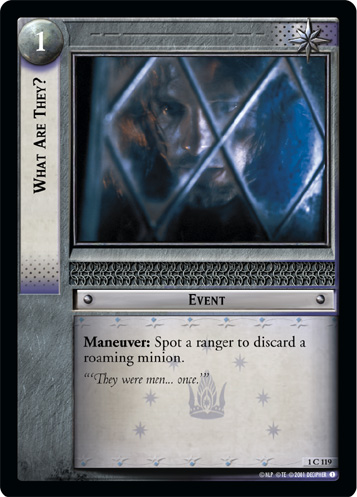 1
What Are They?
Event
Maneuver: Spot a ranger to discard a
roaming minion.
"'They were men... once.'"
1 C 119
©NLP ©TE ©2001 DECIPHER